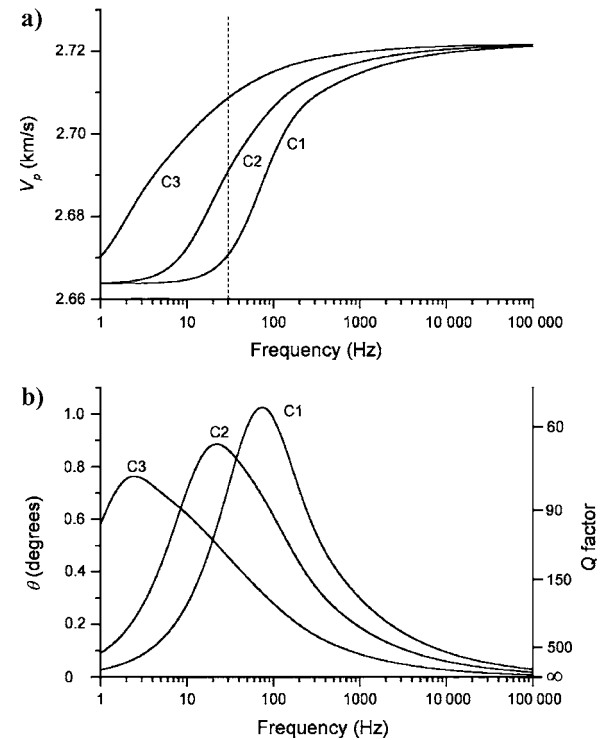 a)
2.72
2.70
2.68
2.66
Vp (km/s)
C3
C2
C1
1 10 100 1000 10 000 100 000
Frequency (Hz)
b)
1.0
0.8
0.6
0.4
0.2
0
θ (degrees)
C3
C2
C1
60
90
150
500
∞
Q factor
1 10 100 1000 10 000 100 000
Frequency (Hz)